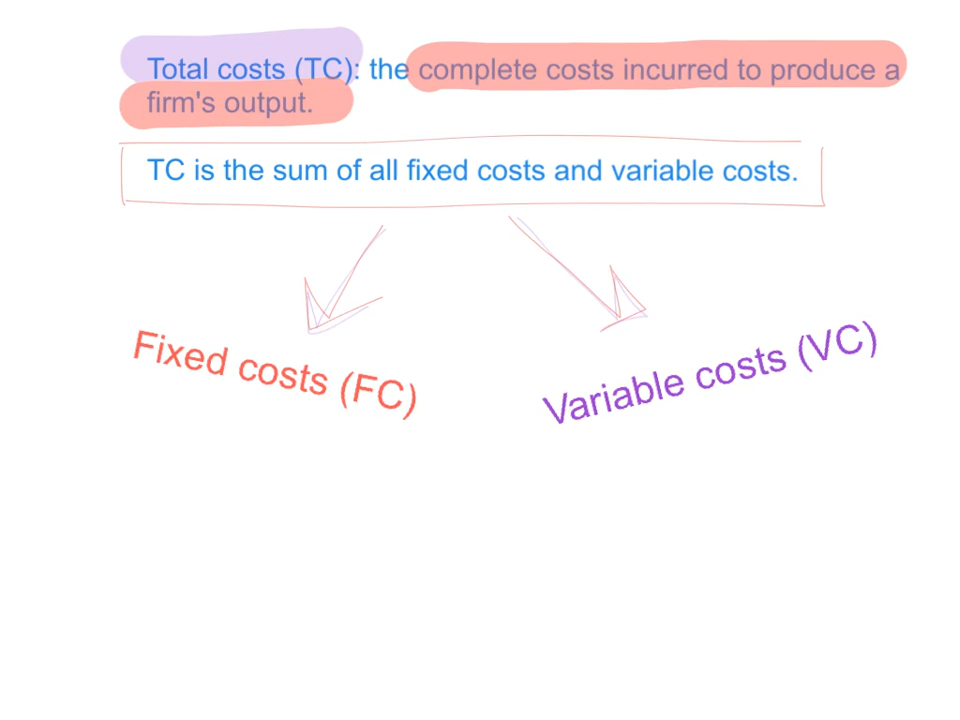 Total costs (TC): the complete costs incurred to produce a
firm's output.
TC is the sum of all fixed costs and variable costs.
Fixed costs (FC)
Variable costs (VC)